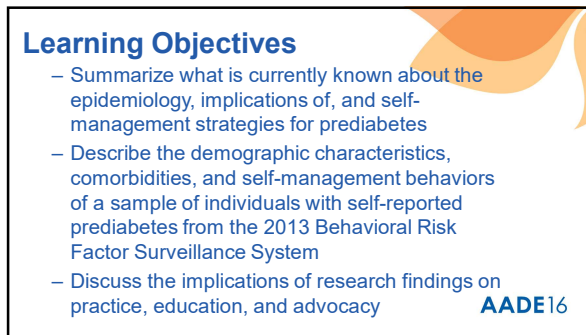 Learning Objectives
– Summarize what is currently known about the
epidemiology, implications of, and self-
management strategies for prediabetes
– Describe the demographic characteristics,
comorbidities, and self-management behaviors
of a sample of individuals with self-reported
prediabetes from the 2013 Behavioral Risk
Factor Surveillance System
– Discuss the implications of research findings on
practice, education, and advocacy
AADE16